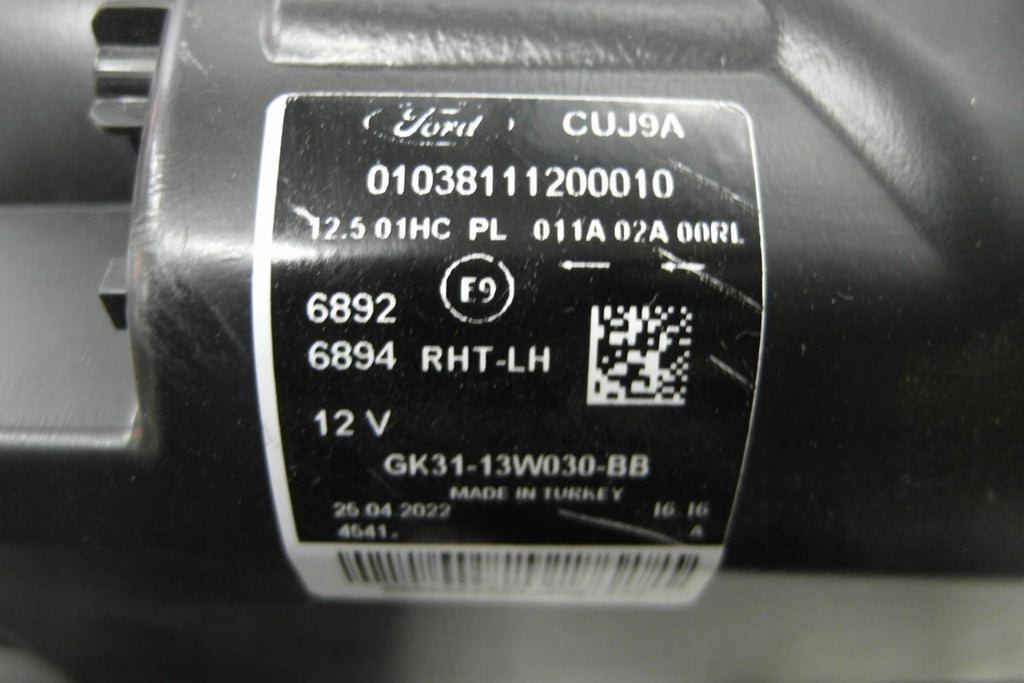 Ford CUJ9A
01038111200010
12.5 01HC PL 011A 02A 00RL
E9
6892
6894 RHT-LH
12 V
GK31-13W030-BB
MADE IN TURKEY
25.04.2022 16 16
4541. A